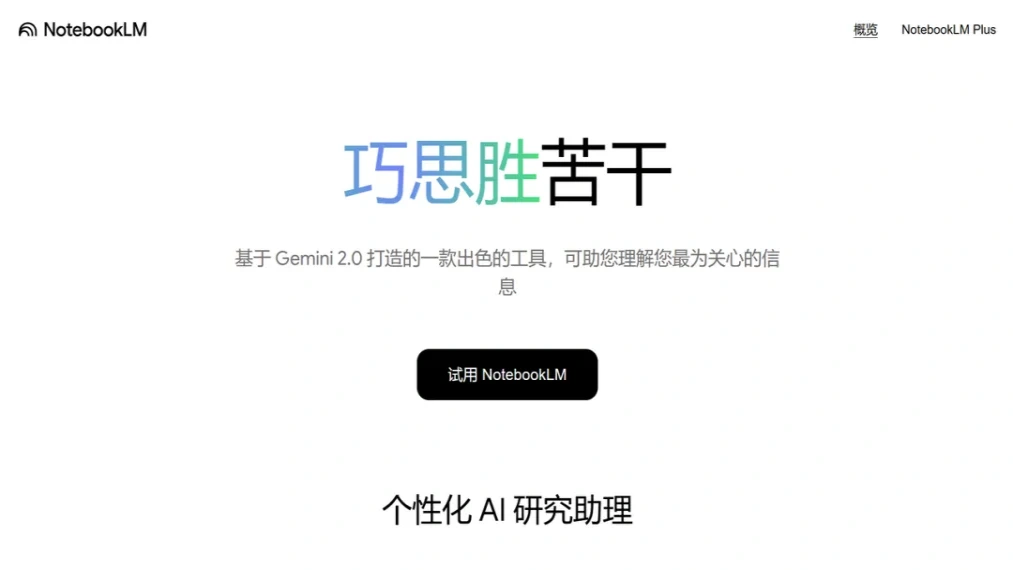 NotebookLM
概览
NotebookLM Plus
巧思胜苦干
基于 Gemini 2.0 打造的一款出色的工具，可助您理解您最为关心的信
息
试用 NotebookLM
个性化 AI 研究助理